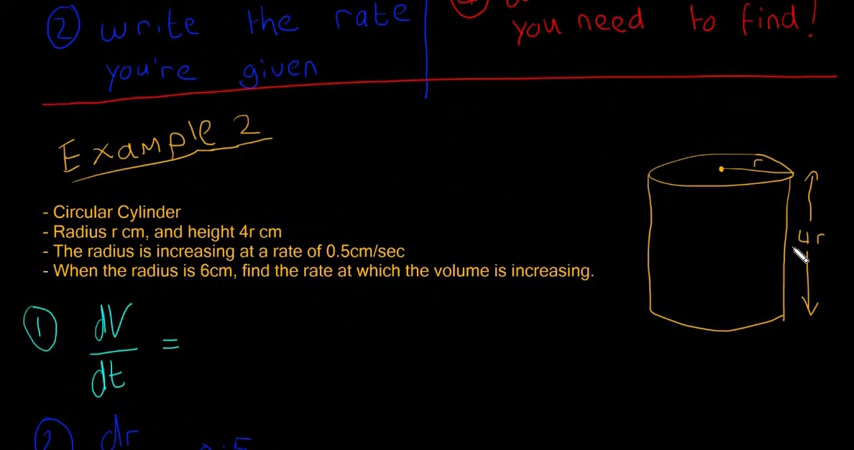 ② write the rate
you're given
you need to find!
Example 2
- Circular Cylinder
- Radius r cm, and height 4r cm
- The radius is increasing at a rate of 0.5cm/sec
- When the radius is 6cm, find the rate at which the volume is increasing.
r
4r
① dV
dt =
② dr